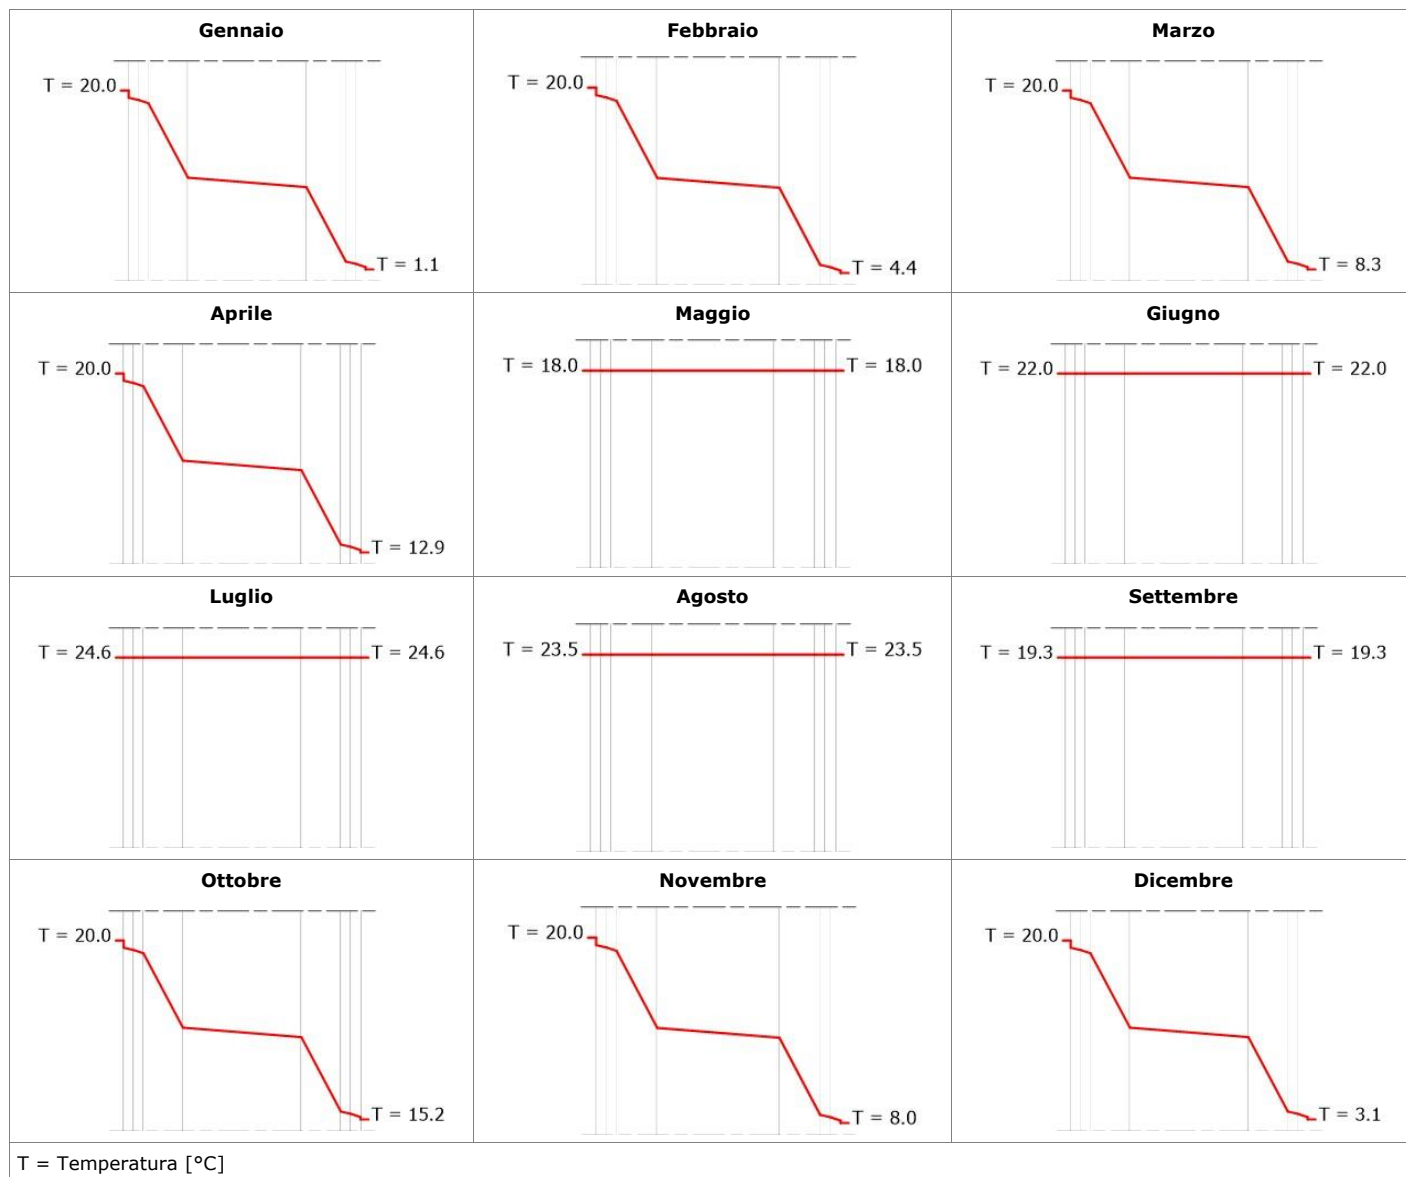 Gennaio
Febbraio
Marzo
T = 20.0
T = 1.1
T = 20.0
T = 4.4
T = 20.0
T = 8.3
Aprile
Maggio
Giugno
T = 20.0
T = 12.9
T = 18.0
T = 18.0
T = 22.0
T = 22.0
Luglio
Agosto
Settembre
T = 24.6
T = 24.6
T = 23.5
T = 23.5
T = 19.3
T = 19.3
Ottobre
Novembre
Dicembre
T = 20.0
T = 15.2
T = 20.0
T = 8.0
T = 20.0
T = 3.1
T = Temperatura [°C]